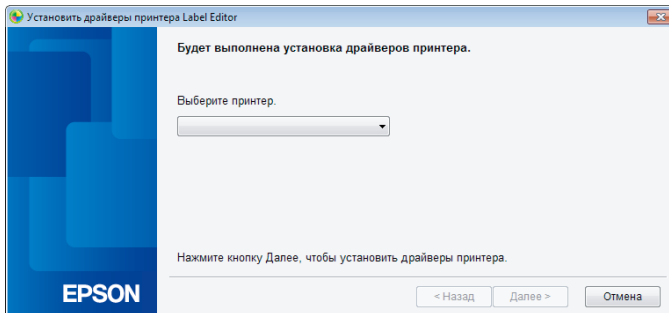 Установить драйверы принтера Label Editor
Будет выполнена установка драйверов принтера.
Выберите принтер.
Нажмите кнопку Далее, чтобы установить драйверы принтера.
EPSON
< Назад Далее > Отмена